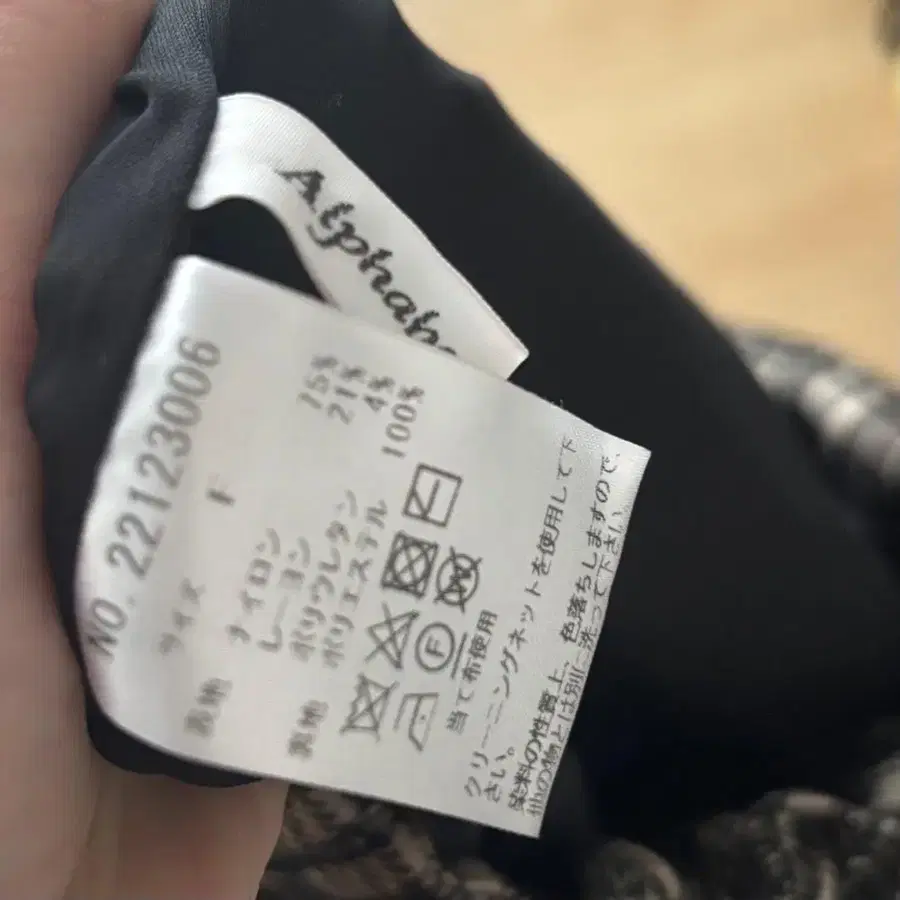 Alphab
NO. 22123006
サイズ F
表地 ナイロン 75%
レーヨン 21%
ポリウレタン 4%
裏地 ポリエステル 100%
F
W
当て布使用
クリーニングネットを使用して下
さい。
染料の性質上、色落ちしますので、
他の物とは別に洗って下さい。